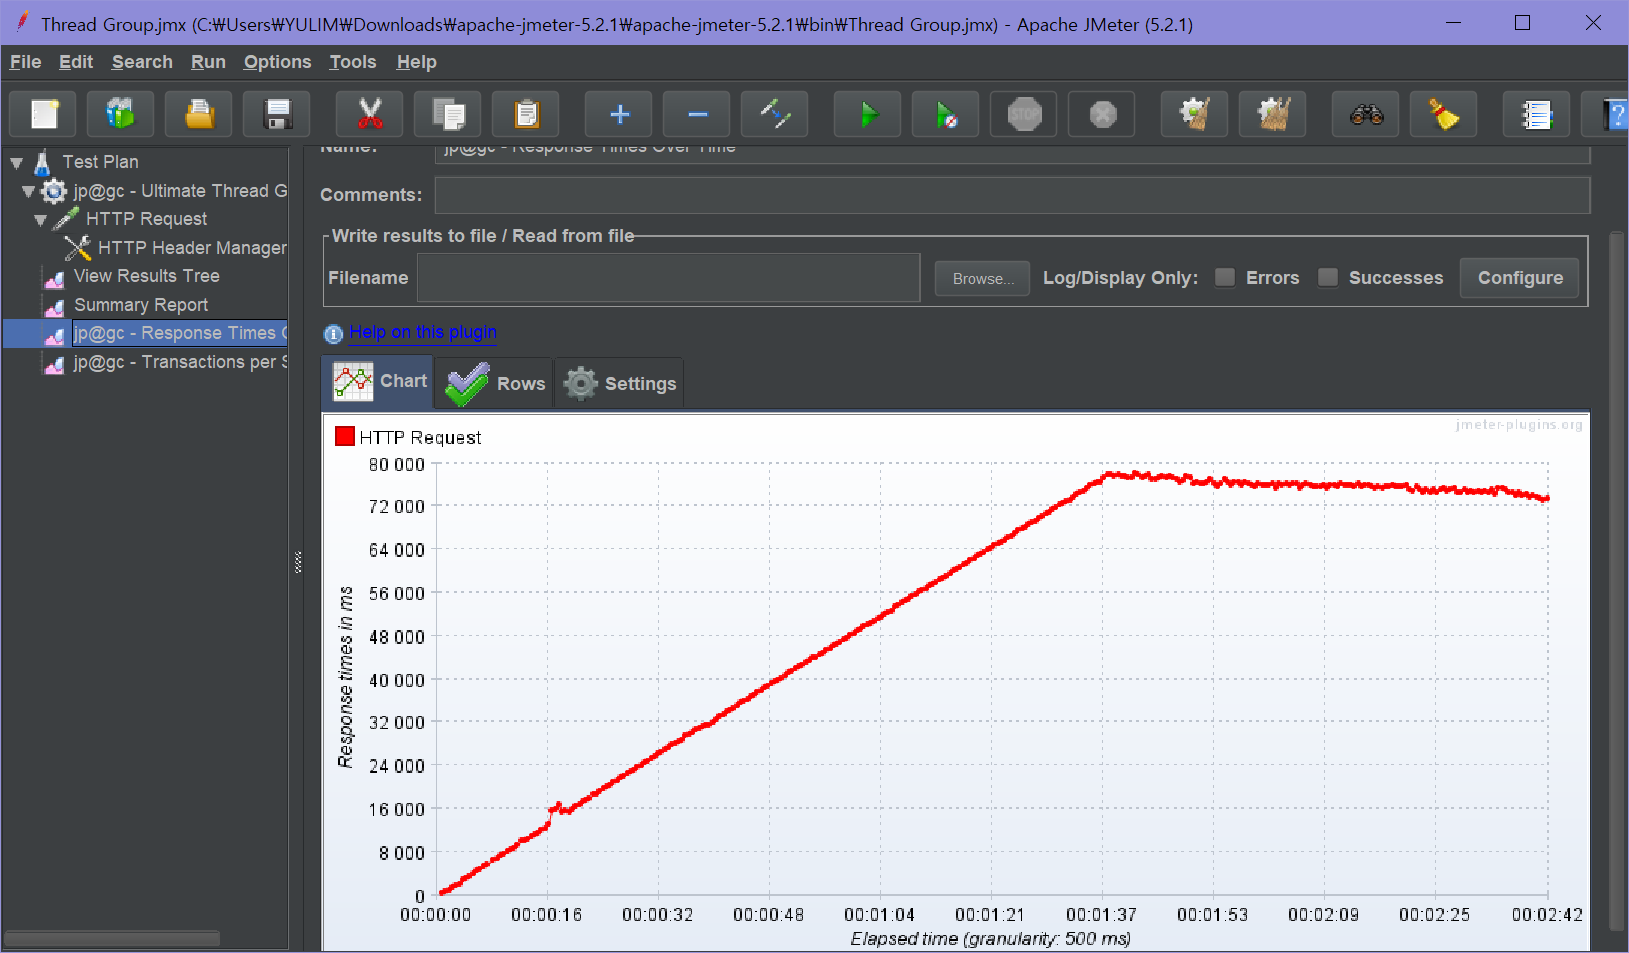 Thread Group.jmx (C:₩Users₩YULIM₩Downloads₩apache-jmeter-5.2.1₩apache-jmeter-5.2.1₩bin₩Thread Group.jmx) - Apache JMeter (5.2.1)
File Edit Search Run Options Tools Help
STOP
?
Test Plan
jp@gc - Ultimate Thread G
HTTP Request
HTTP Header Manager
View Results Tree
Summary Report
jp@gc - Response Times O
jp@gc - Transactions per S
Name: jp@gc - Response Times Over Time
Comments:
Write results to file / Read from file
Filename Browse... Log/Display Only: Errors Successes Configure
Help on this plugin
Chart Rows Settings
jmeter-plugins.org
HTTP Request
80 000
72 000
64 000
56 000
48 000
40 000
32 000
24 000
16 000
8 000
0
Response times in ms
00:00:00 00:00:16 00:00:32 00:00:48 00:01:04 00:01:21 00:01:37 00:01:53 00:02:09 00:02:25 00:02:42
Elapsed time (granularity: 500 ms)